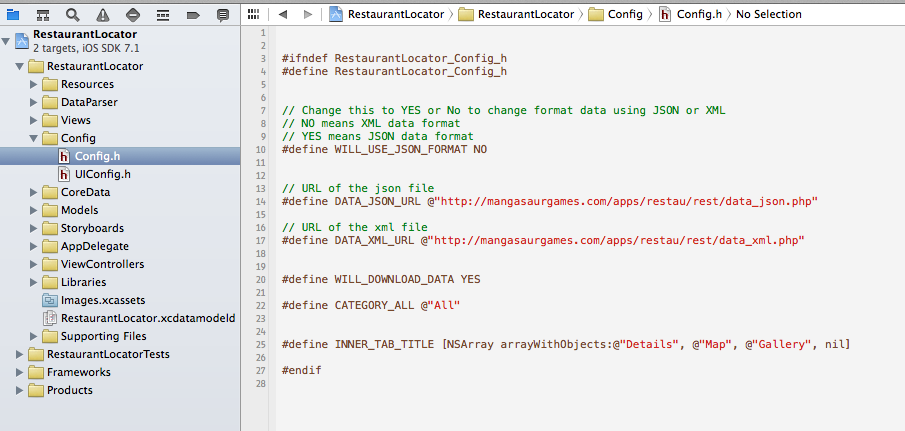 RestaurantLocator
2 targets, iOS SDK 7.1
RestaurantLocator
Resources
DataParser
Views
Config
Config.h
UIConfig.h
CoreData
Models
Storyboards
AppDelegate
ViewControllers
Libraries
Images.xcassets
RestaurantLocator.xcdatamodeld
Supporting Files
RestaurantLocatorTests
Frameworks
Products
RestaurantLocator RestaurantLocator Config Config.h No Selection
1
2
3 #ifndef RestaurantLocator_Config_h
4 #define RestaurantLocator_Config_h
5
6
7 // Change this to YES or No to change format data using JSON or XML
8 // NO means XML data format
9 // YES means JSON data format
10 #define WILL_USE_JSON_FORMAT NO
11
12
13 // URL of the json file
14 #define DATA_JSON_URL @"http://mangasaurgames.com/apps/restau/rest/data_json.php"
15
16 // URL of the xml file
17 #define DATA_XML_URL @"http://mangasaurgames.com/apps/restau/rest/data_xml.php"
18
19
20 #define WILL_DOWNLOAD_DATA YES
21
22 #define CATEGORY_ALL @"All"
23
24
25 #define INNER_TAB_TITLE [NSArray arrayWithObjects:@"Details", @"Map", @"Gallery", nil]
26
27 #endif
28